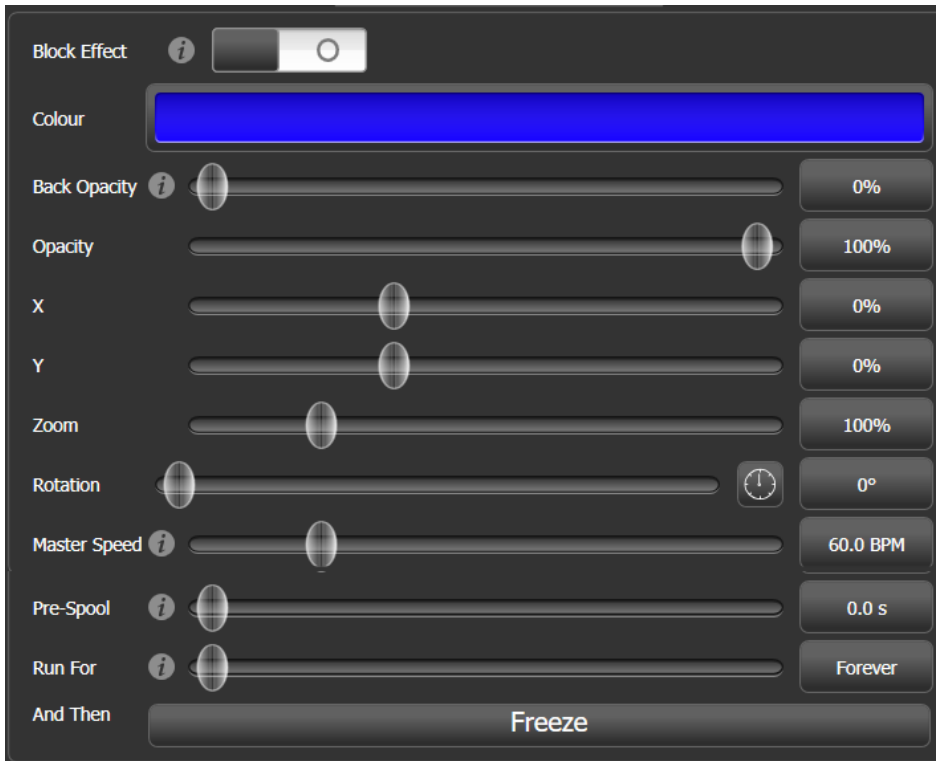 Block Effect
Colour
Back Opacity 0%
Opacity 100%
X 0%
Y 0%
Zoom 100%
Rotation 0°
Master Speed 60.0 BPM
Pre-Spool 0.0 s
Run For Forever
And Then Freeze